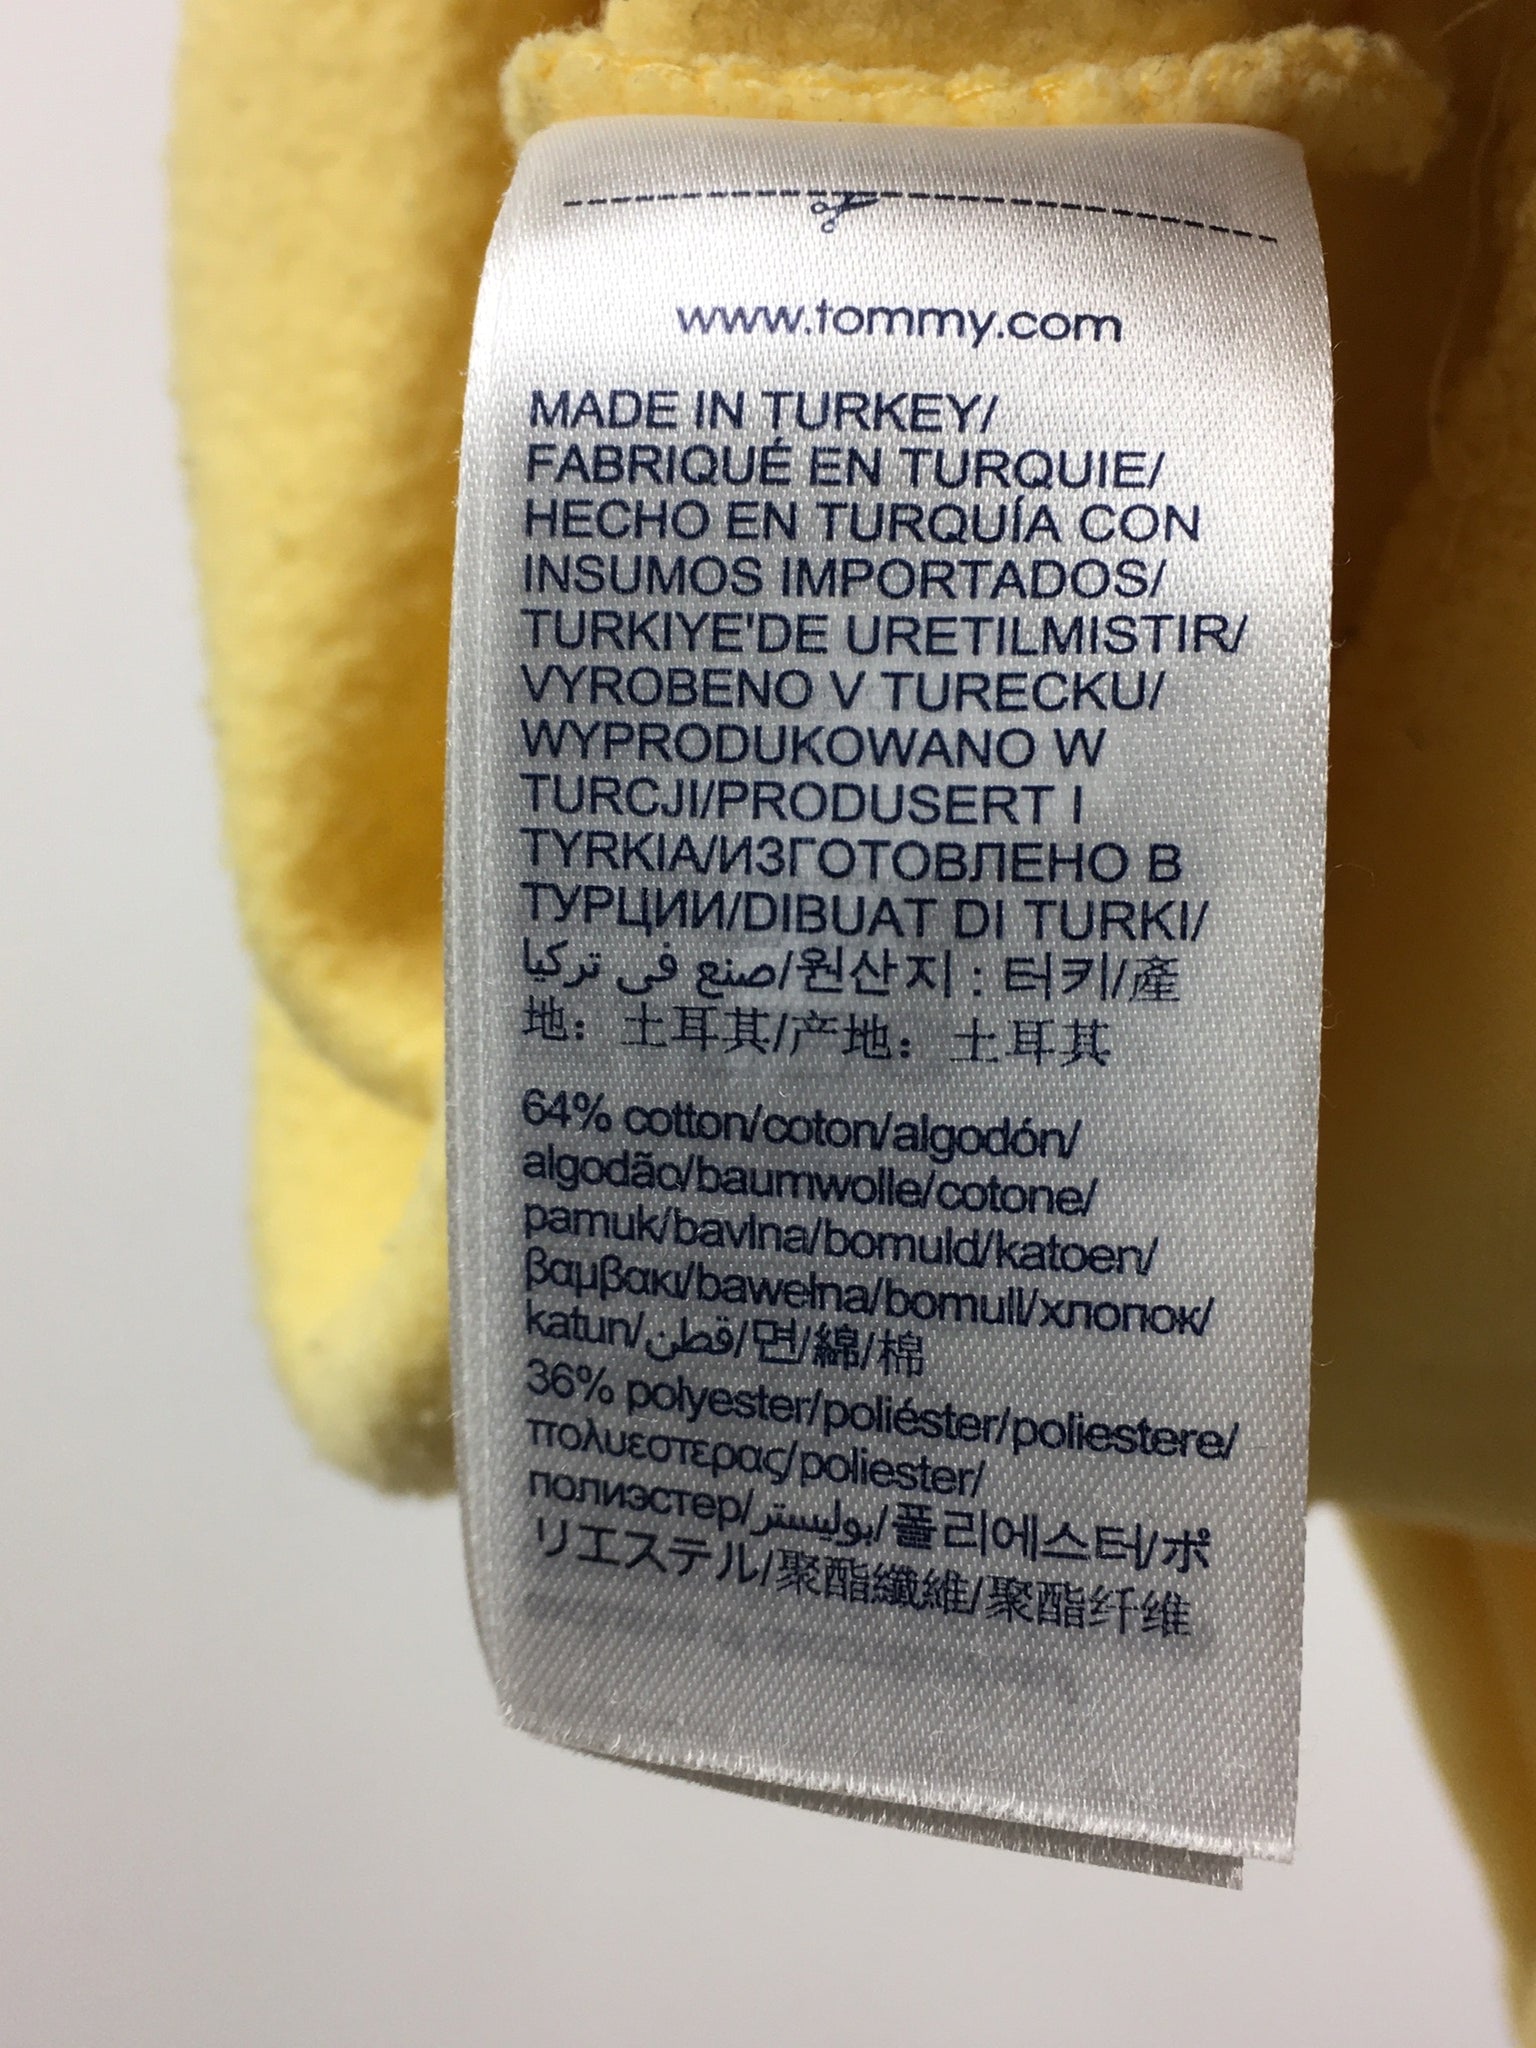 www.tommy.com
MADE IN TURKEY/
FABRIQUÉ EN TURQUIE/
HECHO EN TURQUÍA CON
INSUMOS IMPORTADOS/
TURKIYE'DE URETILMISTIR/
VYROBENO V TURECKU/
WYPRODUKOWANO W
TURCJI/PRODUSERT I
TYRKIA/ИЗГОТОВЛЕНО В
ТУРЦИИ/DIBUAT DI TURKI/
صنع في تركيا/원산지 : 터키/產
地：土耳其/产地：土耳其
64% cotton/coton/algodón/
algodão/baumwolle/cotone/
pamuk/bavlna/bomuld/katoen/
βαμβακι/bawełna/bomull/хлопок/
katun/قطن/면/綿/棉
36% polyester/poliéster/poliestere/
πολυεστερας/poliester/
полиэстер/بوليستر/폴리에스터/ポ
リエステル/聚酯纖維/聚酯纤维